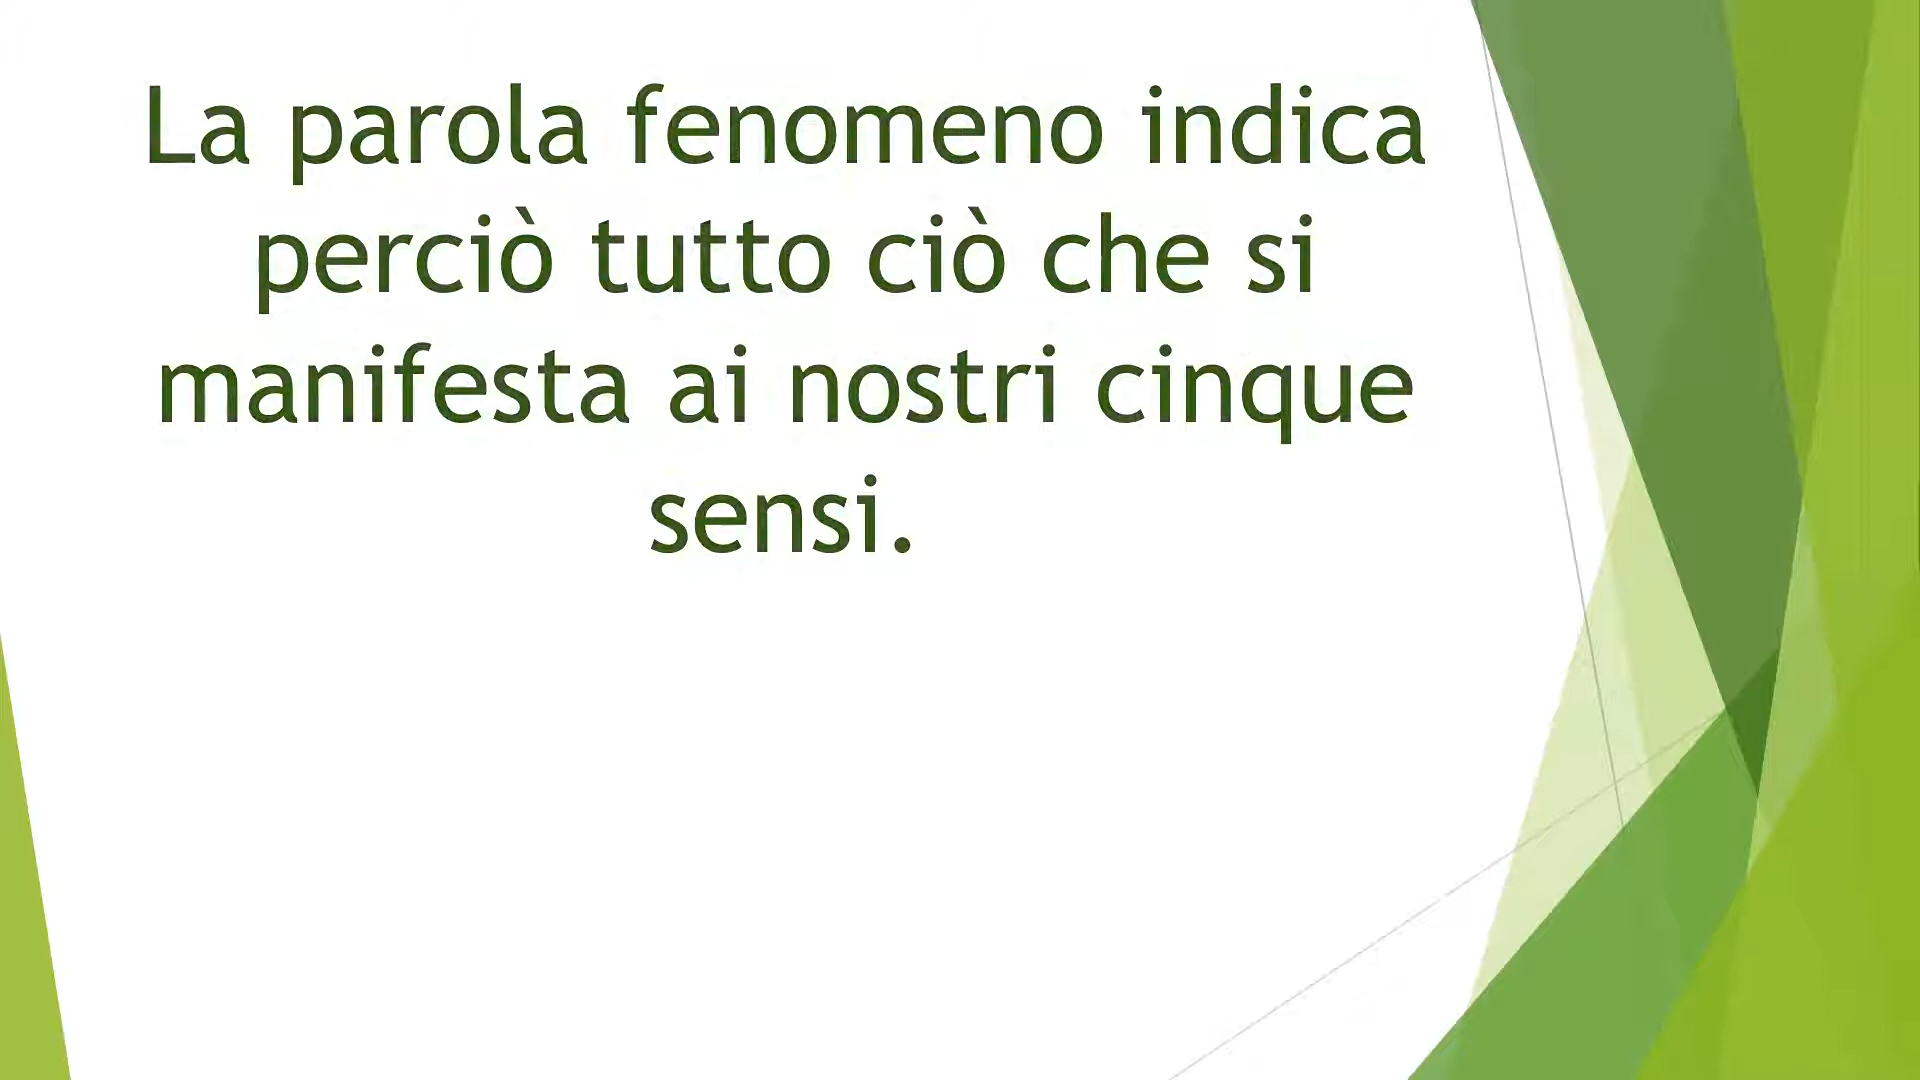 La parola fenomeno indica
perciò tutto ciò che si
manifesta ai nostri cinque
sensi.